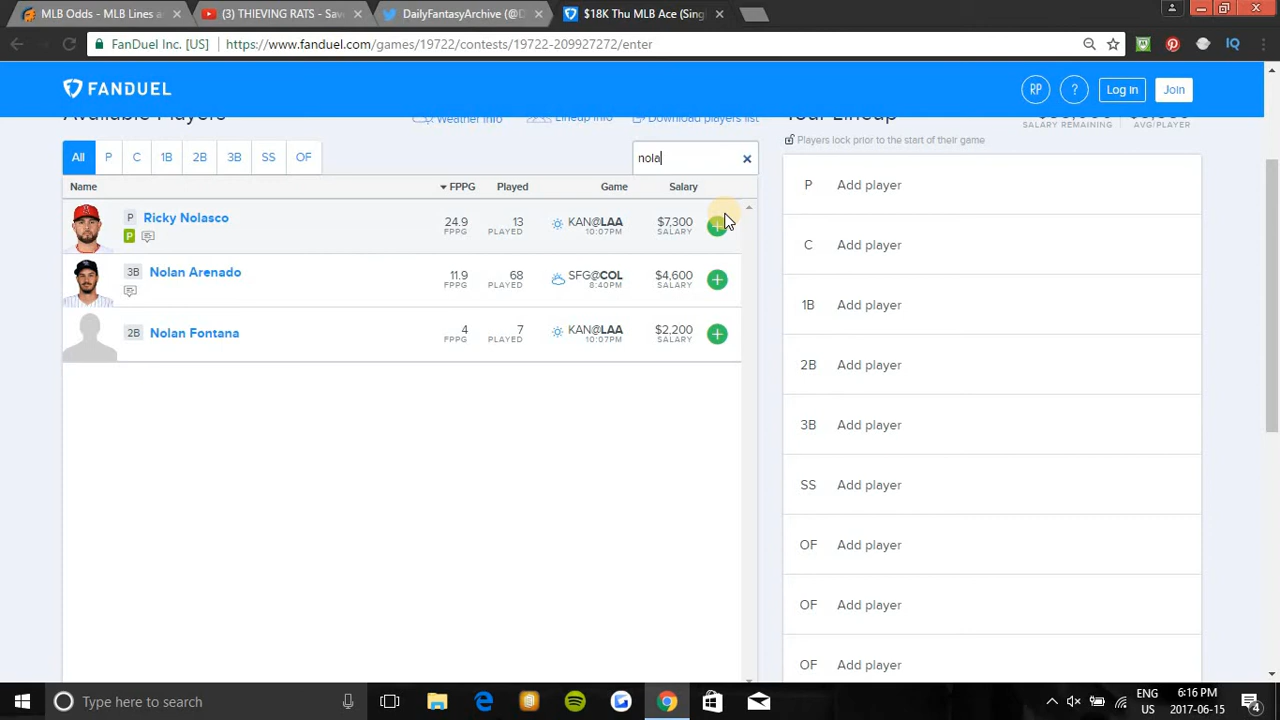 MLB Odds - MLB Lines a
(3) THIEVING RATS - Sav
DailyFantasyArchive (@D
$18K Thu MLB Ace (Sing
FanDuel Inc. [US] https://www.fanduel.com/games/19722/contests/19722-209927272/enter
IQ
FANDUEL
RP ? Log in Join
Available Players Weather Info Lineup Info Download players list
Your Lineup
SALARY REMAINING AVG/PLAYER
Players lock prior to the start of their game
All P C 1B 2B 3B SS OF nola
Name FPPG Played Game Salary
P Ricky Nolasco 24.9 13 KAN@LAA $7,300
P FPPG PLAYED 10:07PM SALARY
3B Nolan Arenado 11.9 68 SFG@COL $4,600
FPPG PLAYED 8:40PM SALARY
2B Nolan Fontana 4 7 KAN@LAA $2,200
FPPG PLAYED 10:07PM SALARY
P Add player
C Add player
1B Add player
2B Add player
3B Add player
SS Add player
OF Add player
OF Add player
OF Add player
Type here to search
ENG 6:16 PM
US 2017-06-15
4